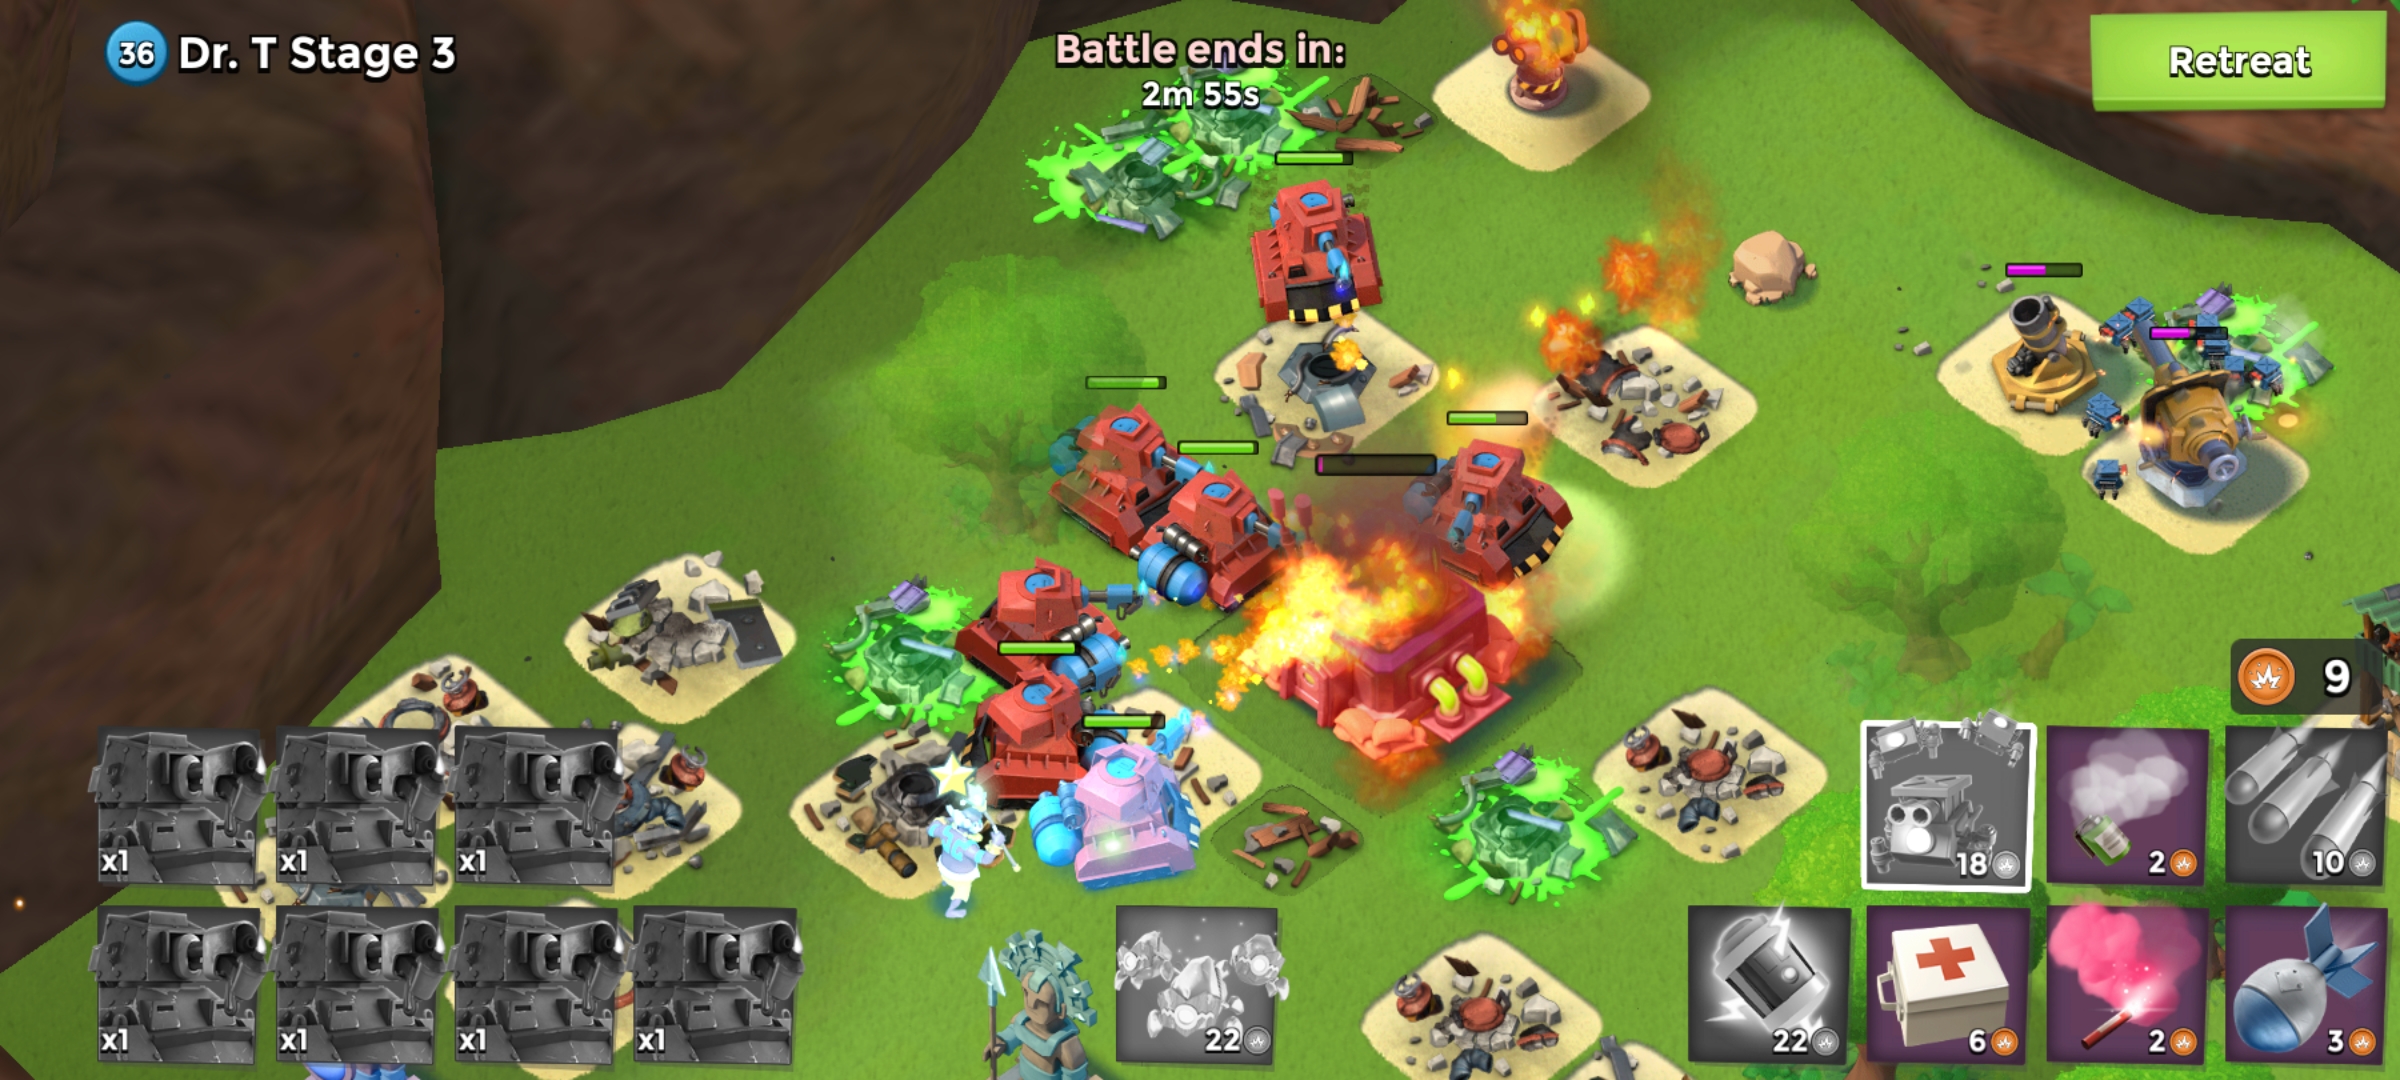 36 Dr. T Stage 3
Battle ends in:
2m 55s
Retreat
9
x1 x1 x1
18 2 10
x1 x1 x1 x1
22
22 6 2 3